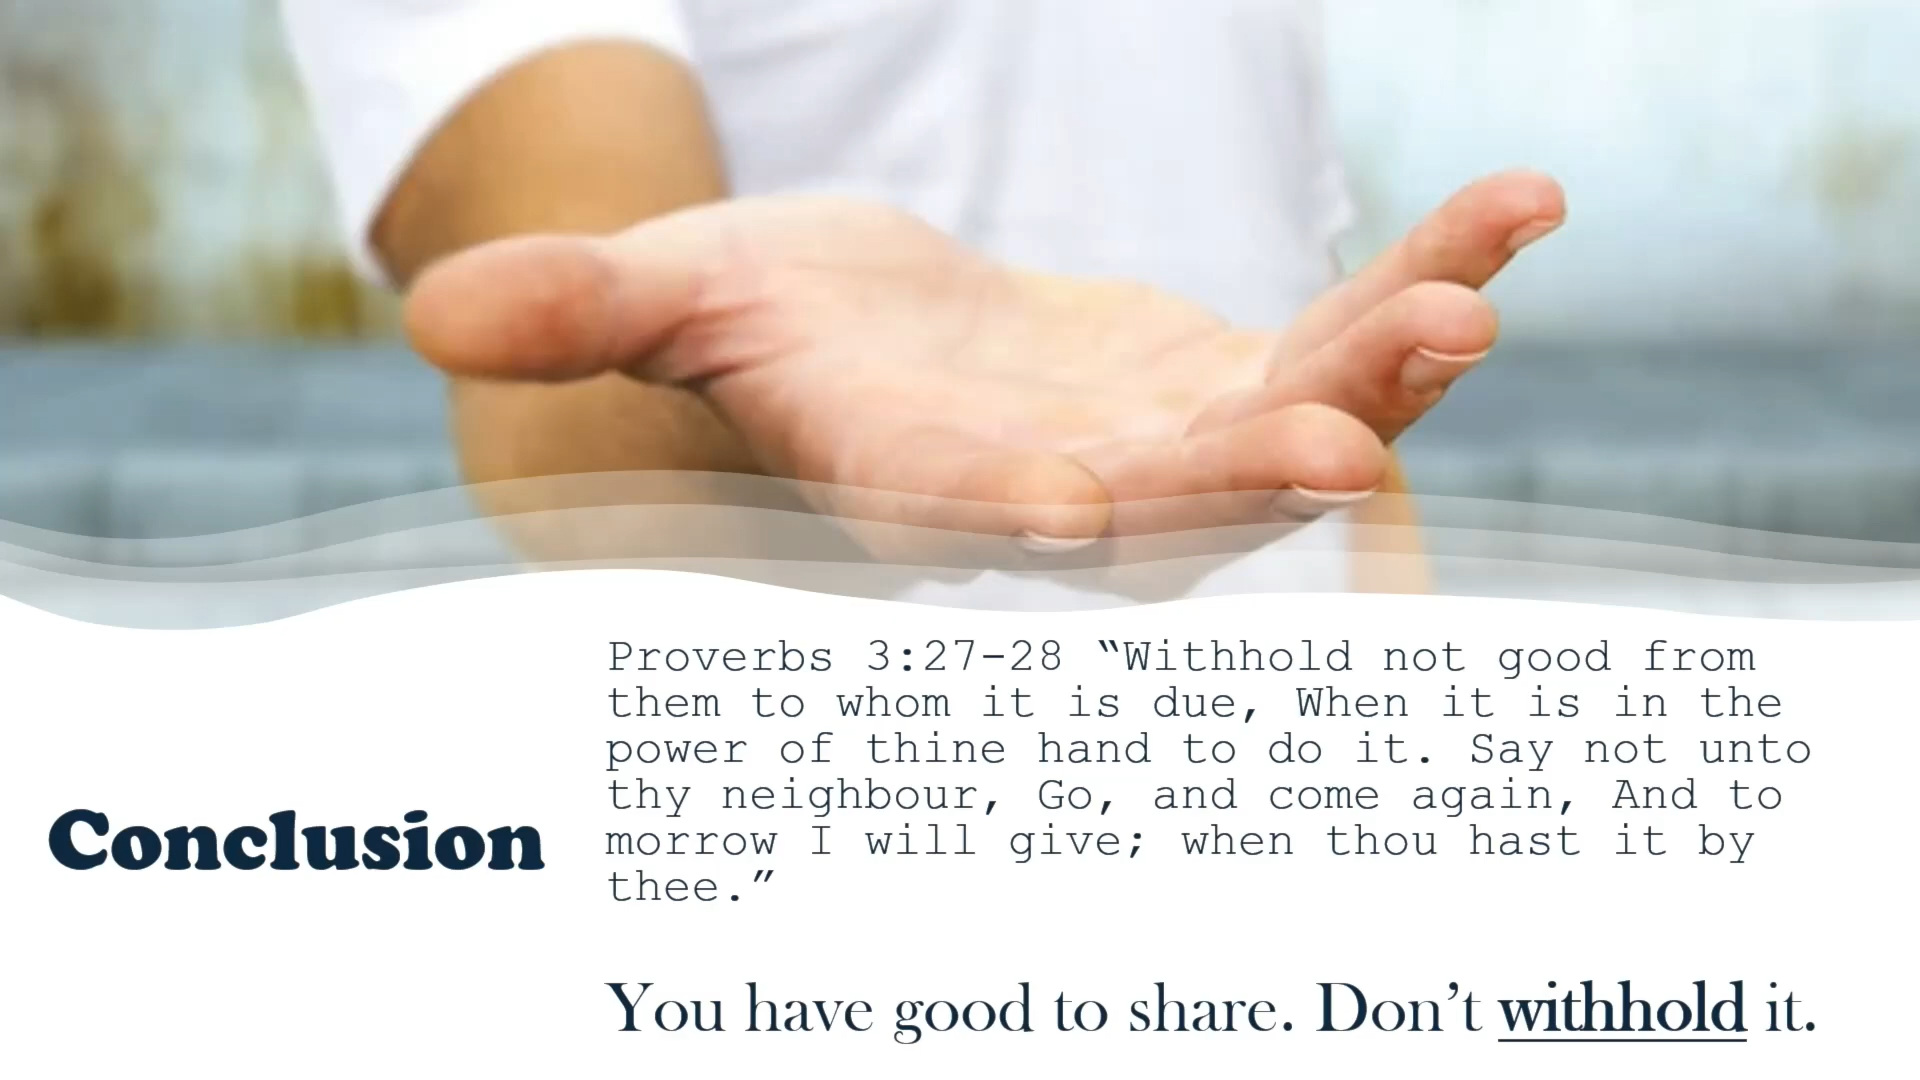 Conclusion
Proverbs 3:27-28 “Withhold not good from
them to whom it is due, When it is in the
power of thine hand to do it. Say not unto
thy neighbour, Go, and come again, And to
morrow I will give; when thou hast it by
thee.”
You have good to share. Don’t withhold it.